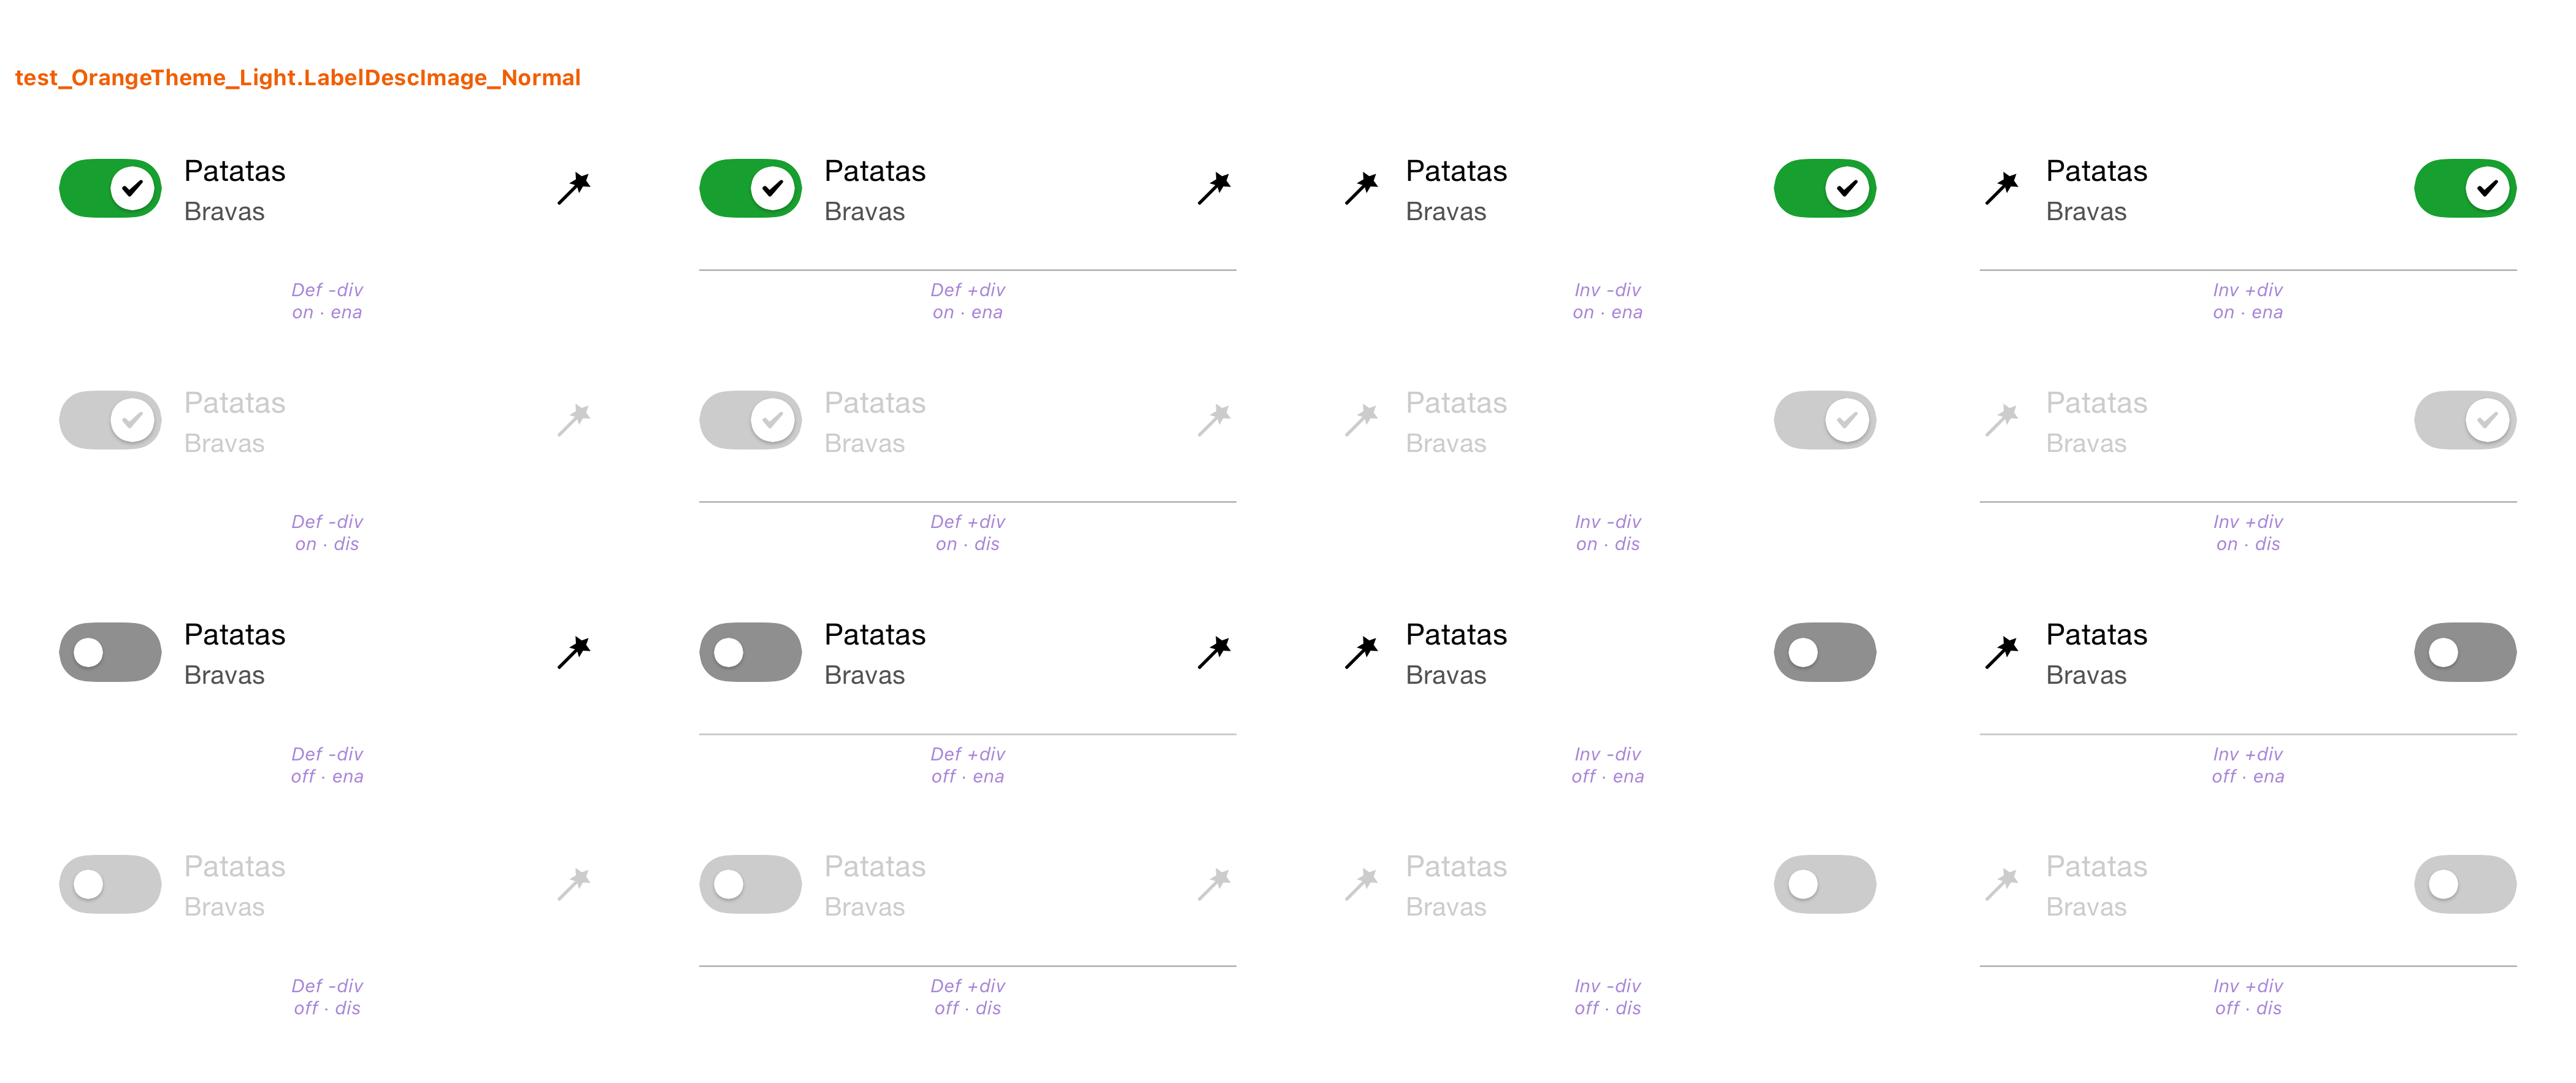 test_OrangeTheme_Light.LabelDescImage_Normal
Patatas
Bravas
Def -div
on · ena
Patatas
Bravas
Def +div
on · ena
Patatas
Bravas
Inv -div
on · ena
Patatas
Bravas
Inv +div
on · ena
Patatas
Bravas
Def -div
on · dis
Patatas
Bravas
Def +div
on · dis
Patatas
Bravas
Inv -div
on · dis
Patatas
Bravas
Inv +div
on · dis
Patatas
Bravas
Def -div
off · ena
Patatas
Bravas
Def +div
off · ena
Patatas
Bravas
Inv -div
off · ena
Patatas
Bravas
Inv +div
off · ena
Patatas
Bravas
Def -div
off · dis
Patatas
Bravas
Def +div
off · dis
Patatas
Bravas
Inv -div
off · dis
Patatas
Bravas
Inv +div
off · dis